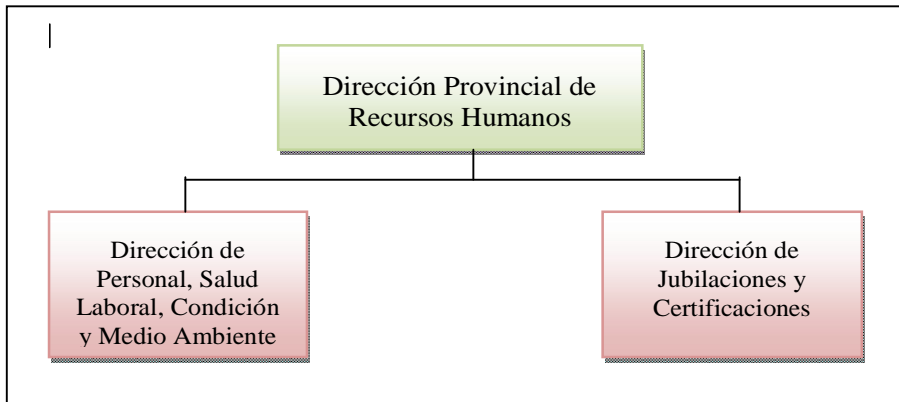 Dirección Provincial de
Recursos Humanos
Dirección de
Personal, Salud
Laboral, Condición
y Medio Ambiente
Dirección de
Jubilaciones y
Certificaciones